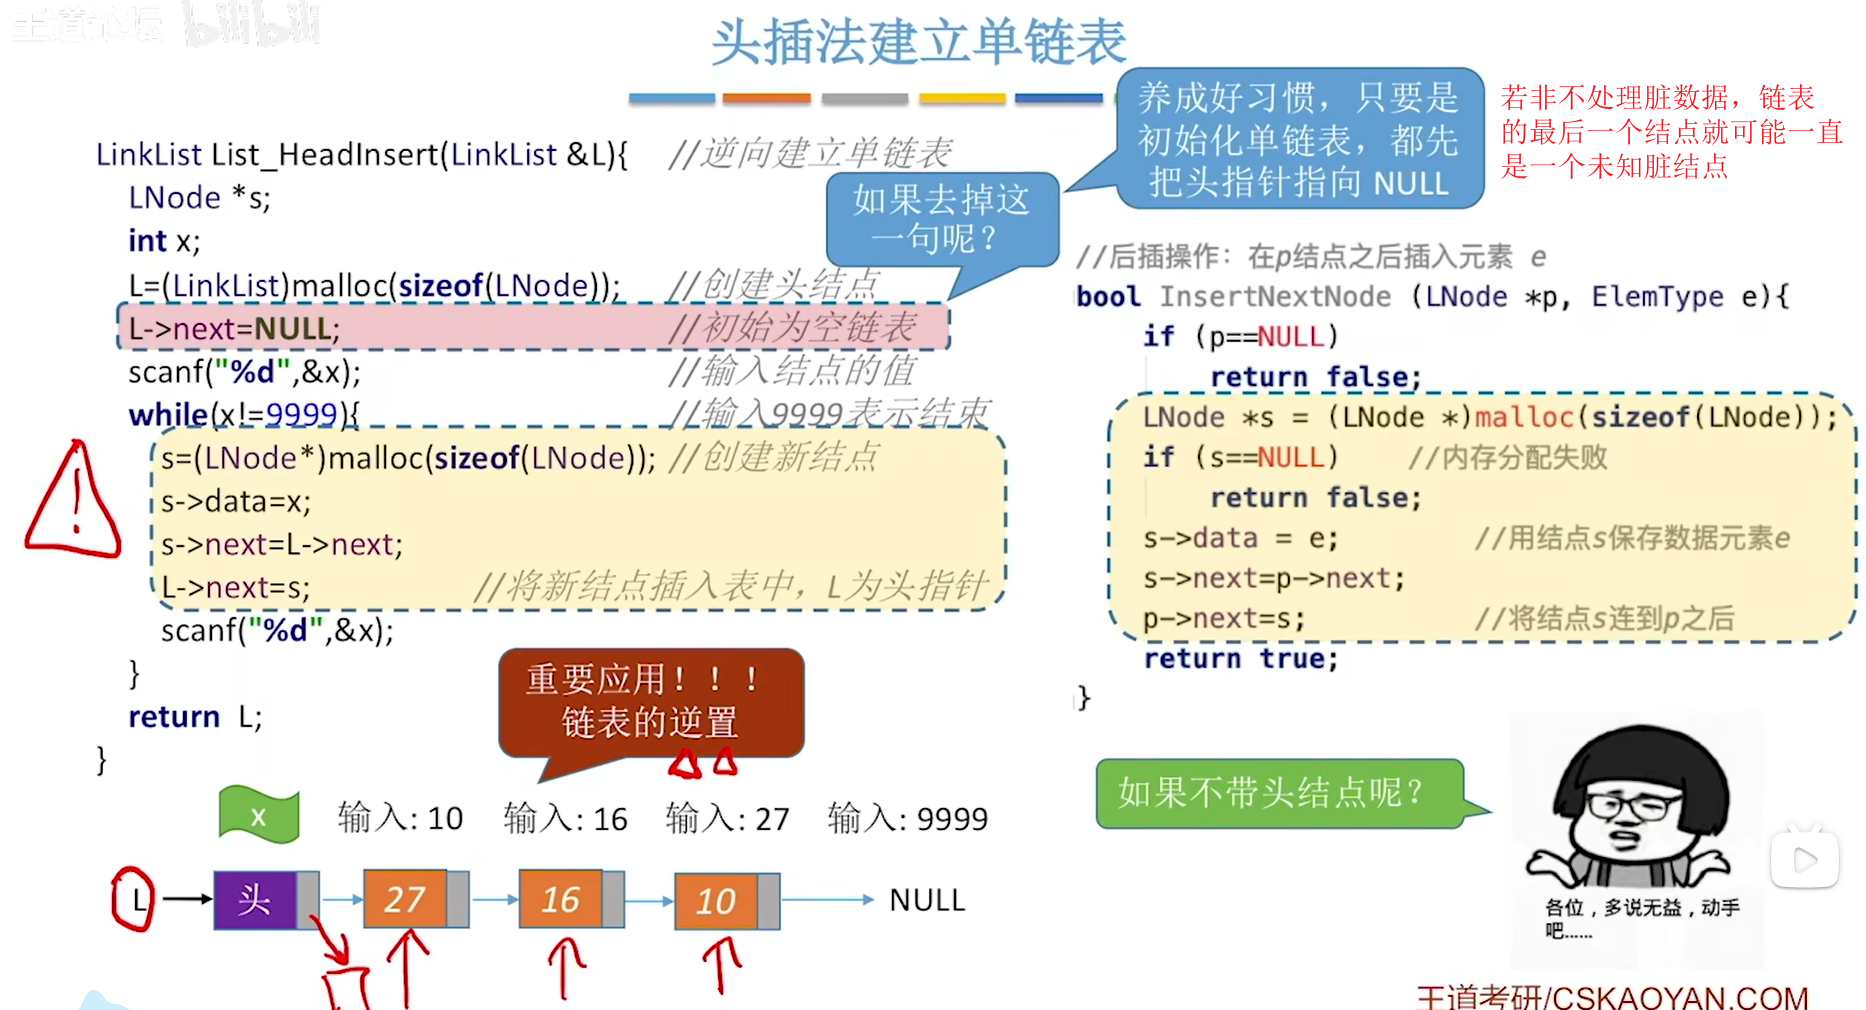 王道论坛 bilibili
头插法建立单链表
养成好习惯，只要是
初始化单链表，都先
把头指针指向 NULL
若非不处理脏数据，链表
的最后一个结点就可能一直
是一个未知脏结点
如果去掉这
一句呢？
LinkList List_HeadInsert(LinkList &L){ //逆向建立单链表
LNode *s;
int x;
L=(LinkList)malloc(sizeof(LNode)); //创建头结点
L->next=NULL; //初始为空链表
scanf("%d",&x); //输入结点的值
while(x!=9999){ //输入9999表示结束
s=(LNode*)malloc(sizeof(LNode)); //创建新结点
s->data=x;
s->next=L->next;
L->next=s; //将新结点插入表中，L为头指针
scanf("%d",&x);
}
return L;
}
//后插操作：在p结点之后插入元素 e
bool InsertNextNode (LNode *p, ElemType e){
if (p==NULL)
return false;
LNode *s = (LNode *)malloc(sizeof(LNode));
if (s==NULL) //内存分配失败
return false;
s->data = e; //用结点s保存数据元素e
s->next=p->next;
p->next=s; //将结点s连到p之后
return true;
}
重要应用！！！
链表的逆置
如果不带头结点呢？
x 输入: 10 输入: 16 输入: 27 输入: 9999
L 头 27 16 10 NULL
各位，多说无益，动手
吧......
王道考研/CSKAOYAN.COM